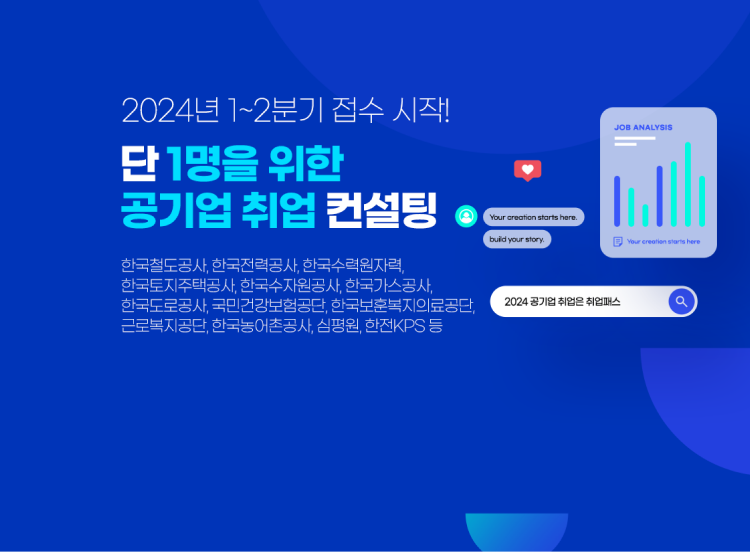 2024년 1~2분기 접수 시작!
단 1명을 위한
공기업 취업 컨설팅
한국철도공사, 한국전력공사, 한국수력원자력,
한국토지주택공사, 한국수자원공사, 한국가스공사,
한국도로공사, 국민건강보험공단, 한국보훈복지의료공단,
근로복지공단, 한국농어촌공사, 심평원, 한전KPS 등
JOB ANALYSIS
Your creation starts here
Your creation starts here.
build your story.
2024 공기업 취업은 취업패스